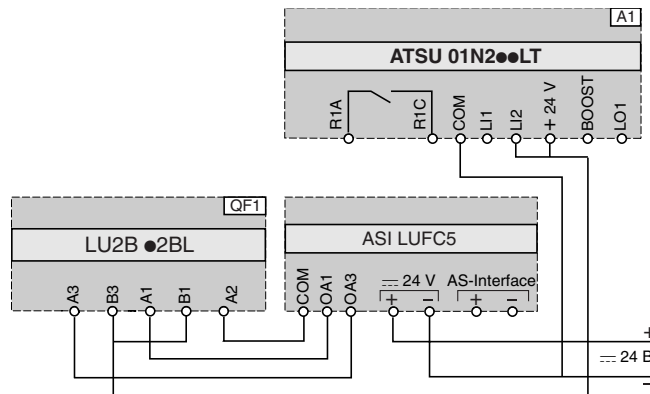 A1
ATSU 01N2●●LT
R1A R1C COM LI1 LI2 + 24 V BOOST LO1
QF1
LU2B ●2BL
ASI LUFC5
A3 B3 A1 B1 A2
COM OA1 OA3
24 V AS-Interface
+ − + −
+
24 В
−